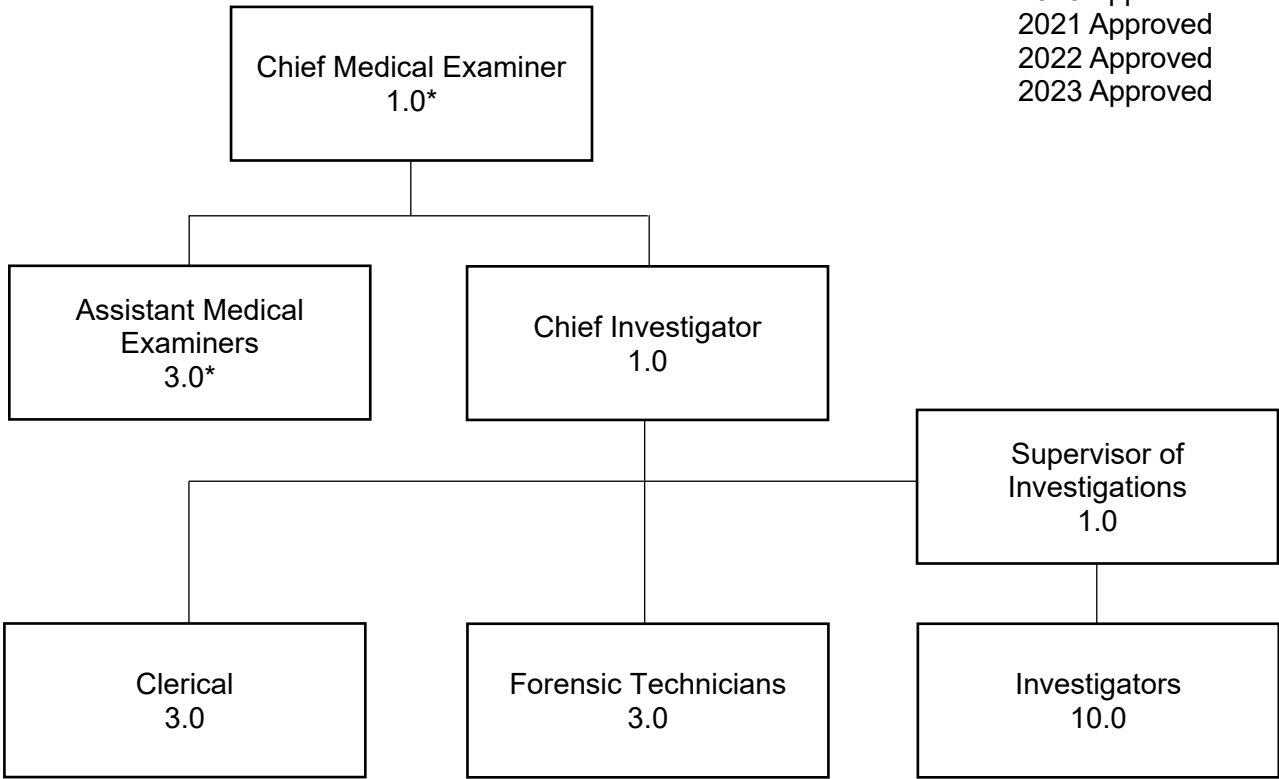 2021 Approved
2022 Approved
2023 Approved
Chief Medical Examiner
1.0*
Assistant Medical
Examiners
3.0*
Chief Investigator
1.0
Supervisor of
Investigations
1.0
Clerical
3.0
Forensic Technicians
3.0
Investigators
10.0